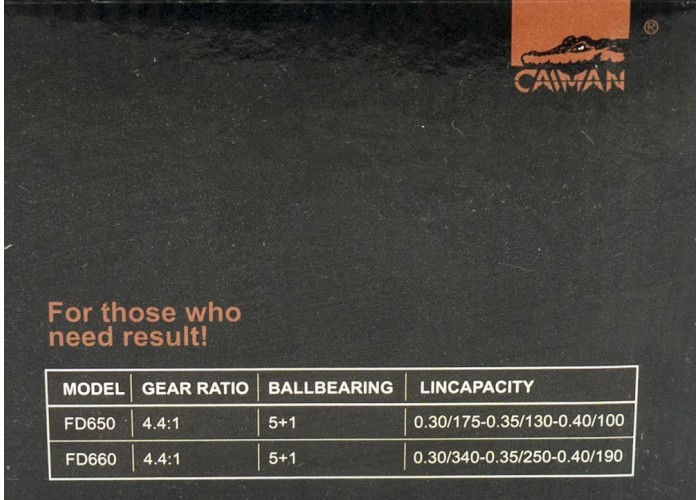 CAIMAN ®
For those who
need result!
MODEL GEAR RATIO BALLBEARING LINCAPACITY
FD650 4.4:1 5+1 0.30/175-0.35/130-0.40/100
FD660 4.4:1 5+1 0.30/340-0.35/250-0.40/190